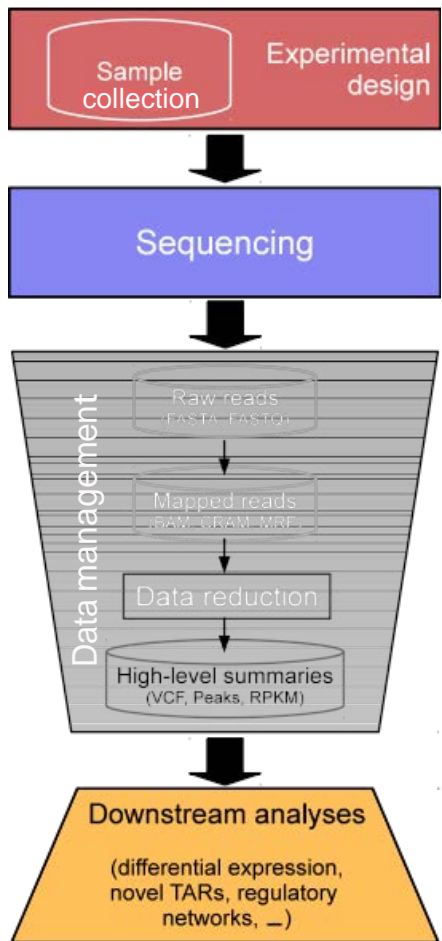 Sample
collection
Experimental
design
Sequencing
Data management
Raw reads
(FASTA, FASTQ)
Mapped reads
(BAM, CRAM, MRF)
Data reduction
High-level summaries
(VCF, Peaks, RPKM)
Downstream analyses
(differential expression,
novel TARs, regulatory
networks, ...)